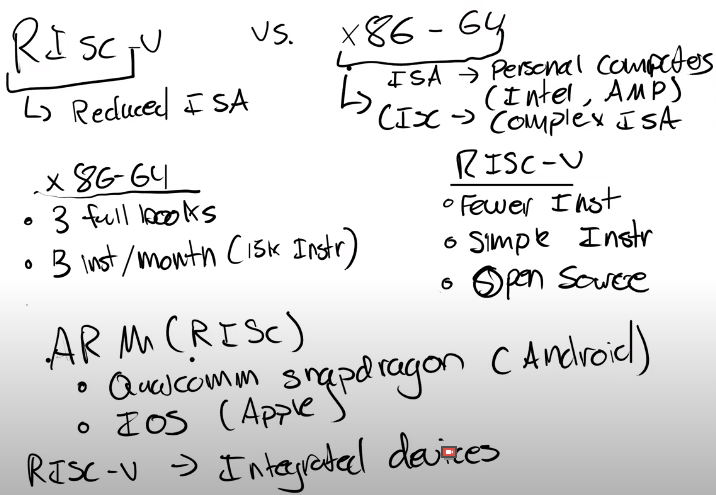 RISC-V vs. x86-64
↳ Reduced ISA
ISA → Personal Computers
(Intel, AMP)
↳ CISC → Complex ISA
x86-64
• 3 full books
• 3 inst/month (15k Instr)
RISC-V
◦ Fewer Inst
◦ Simple Instr
◦ Open Source
ARM (RISC)
◦ Qualcomm snapdragon (Android)
◦ IOS (Apple)
RISC-V → Integrated devices